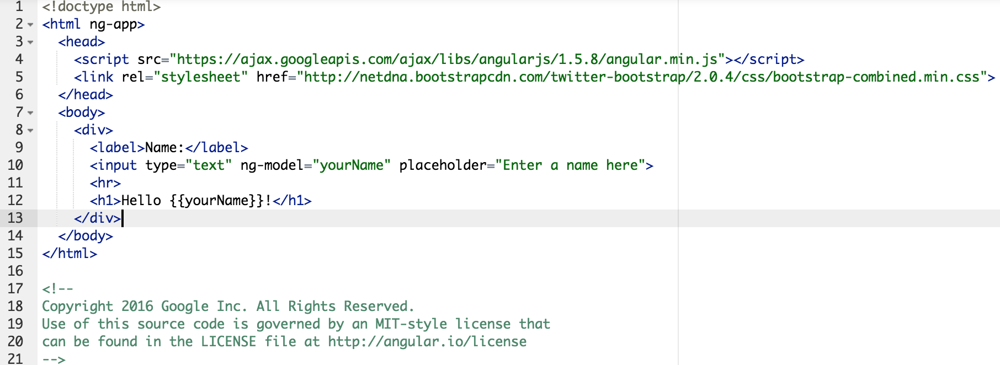 1 <!doctype html>
2 <html ng-app>
3 <head>
4 <script src="https://ajax.googleapis.com/ajax/libs/angularjs/1.5.8/angular.min.js"></script>
5 <link rel="stylesheet" href="http://netdna.bootstrapcdn.com/twitter-bootstrap/2.0.4/css/bootstrap-combined.min.css">
6 </head>
7 <body>
8 <div>
9 <label>Name:</label>
10 <input type="text" ng-model="yourName" placeholder="Enter a name here">
11 <hr>
12 <h1>Hello {{yourName}}!</h1>
13 </div>
14 </body>
15 </html>
16
17 <!--
18 Copyright 2016 Google Inc. All Rights Reserved.
19 Use of this source code is governed by an MIT-style license that
20 can be found in the LICENSE file at http://angular.io/license
21 -->